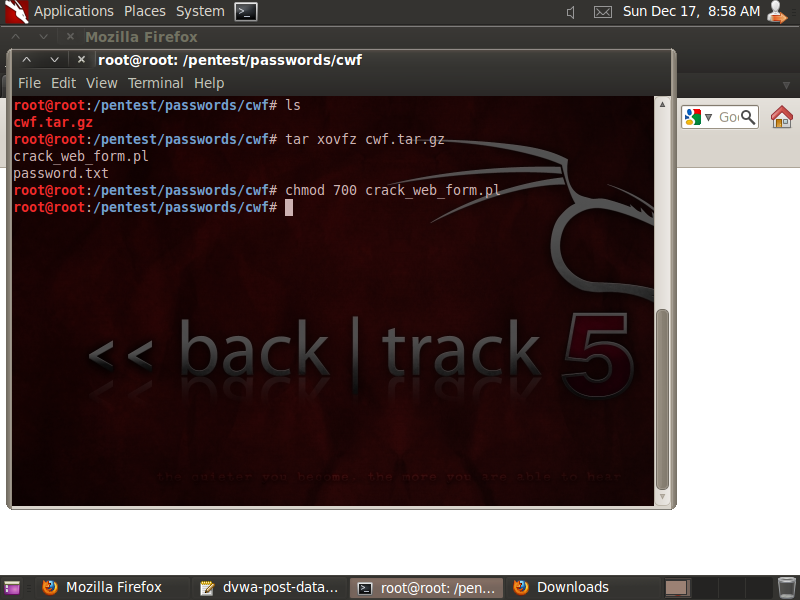 Applications Places System Sun Dec 17, 8:58 AM
Mozilla Firefox
root@root: /pentest/passwords/cwf
File Edit View Terminal Help
root@root:/pentest/passwords/cwf# ls
cwf.tar.gz
root@root:/pentest/passwords/cwf# tar xovfz cwf.tar.gz
crack_web_form.pl
password.txt
root@root:/pentest/passwords/cwf# chmod 700 crack_web_form.pl
root@root:/pentest/passwords/cwf#
<< back | track 5
the quieter you become, the more you are able to hear
Mozilla Firefox dvwa-post-data... root@root: /pen... Downloads